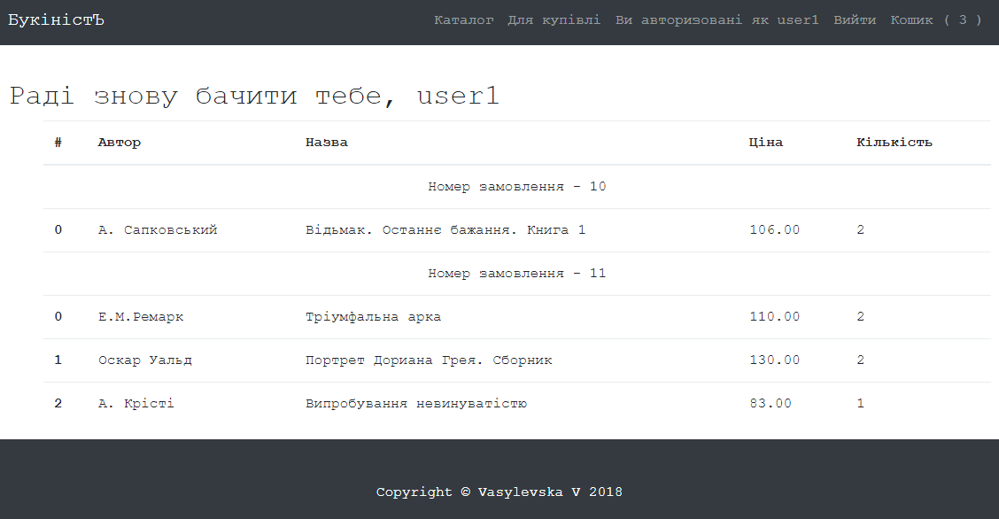 БукіністЪ Каталог Для купівлі Ви авторизовані як user1 Вийти Кошик ( 3 )
Раді знову бачити тебе, user1
# Автор Назва Ціна Кількість
Номер замовлення - 10
0 А. Сапковський Відьмак. Останнє бажання. Книга 1 106.00 2
Номер замовлення - 11
0 Е.М.Ремарк Тріумфальна арка 110.00 2
1 Оскар Уальд Портрет Дориана Грея. Сборник 130.00 2
2 А. Крісті Випробування невинуватістю 83.00 1
Copyright © Vasylevska V 2018